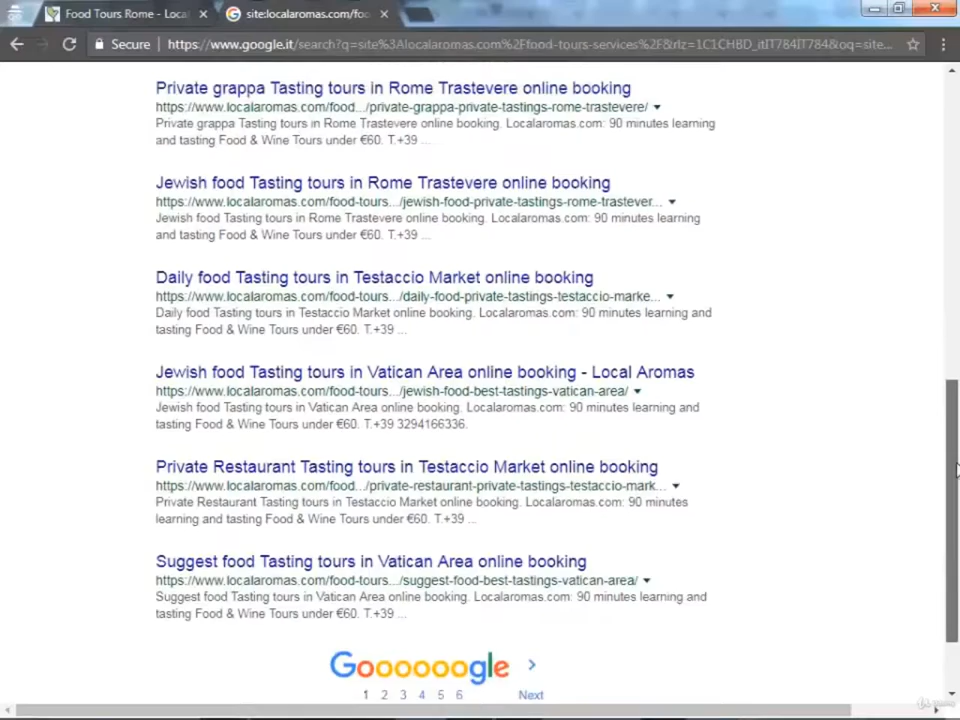 Food Tours Rome - Loca
site:localaromas.com/foo
Secure
https://www.google.it/search?q=site%3Alocalaromas.com%2Ffood-tours-services%2F&rlz=1C1CHBD_itIT784IT784&oq=site...
Private grappa Tasting tours in Rome Trastevere online booking
https://www.localaromas.com/food.../private-grappa-private-tastings-rome-trastevere/
Private grappa Tasting tours in Rome Trastevere online booking. Localaromas.com: 90 minutes learning
and tasting Food & Wine Tours under €60. T.+39 ...
Jewish food Tasting tours in Rome Trastevere online booking
https://www.localaromas.com/food-tours.../jewish-food-private-tastings-rome-trastever...
Jewish food Tasting tours in Rome Trastevere online booking. Localaromas.com: 90 minutes learning
and tasting Food & Wine Tours under €60. T.+39 ...
Daily food Tasting tours in Testaccio Market online booking
https://www.localaromas.com/food-tours.../daily-food-private-tastings-testaccio-marke...
Daily food Tasting tours in Testaccio Market online booking. Localaromas.com: 90 minutes learning and
tasting Food & Wine Tours under €60. T.+39 ...
Jewish food Tasting tours in Vatican Area online booking - Local Aromas
https://www.localaromas.com/food-tours.../jewish-food-best-tastings-vatican-area/
Jewish food Tasting tours in Vatican Area online booking. Localaromas.com: 90 minutes learning and
tasting Food & Wine Tours under €60. T.+39 3294166336.
Private Restaurant Tasting tours in Testaccio Market online booking
https://www.localaromas.com/food.../private-restaurant-private-tastings-testaccio-mark...
Private Restaurant Tasting tours in Testaccio Market online booking. Localaromas.com: 90 minutes
learning and tasting Food & Wine Tours under €60. T.+39 ...
Suggest food Tasting tours in Vatican Area online booking
https://www.localaromas.com/food-tours.../suggest-food-best-tastings-vatican-area/
Suggest food Tasting tours in Vatican Area online booking. Localaromas.com: 90 minutes learning and
tasting Food & Wine Tours under €60. T.+39 ...
Goooooogle
1 2 3 4 5 6 Next